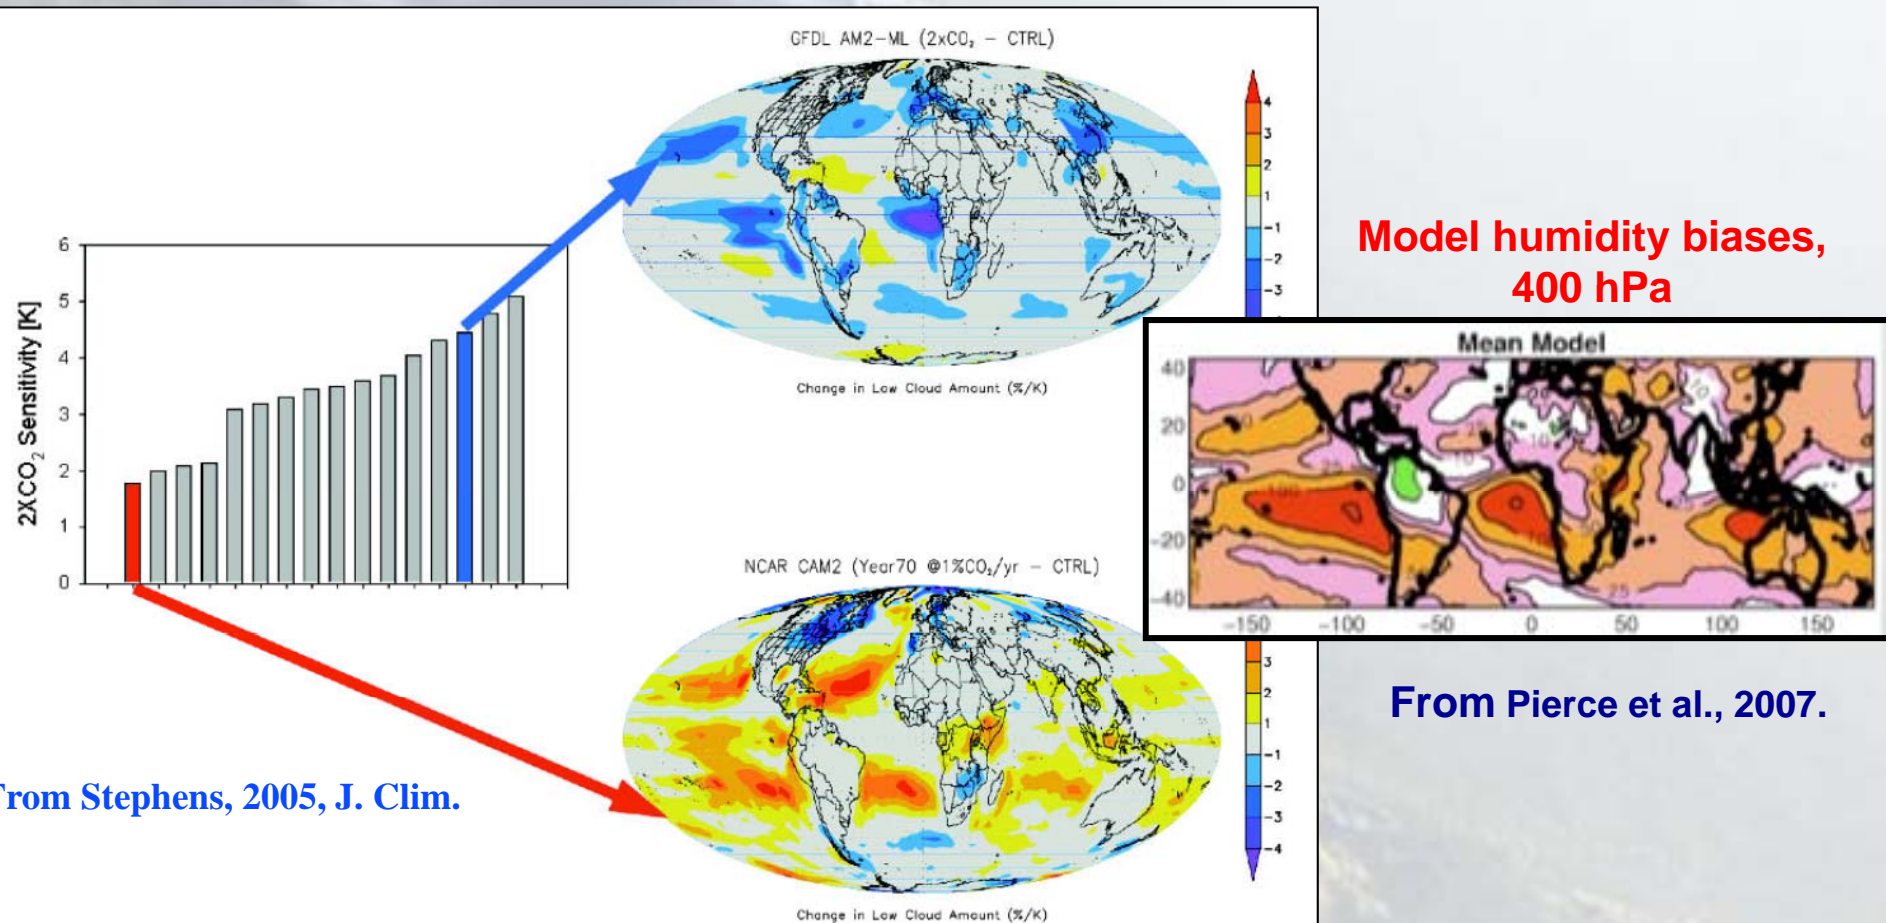 GFDL AM2-ML (2xCO₂ - CTRL)
4
3
2
1
-1
-2
-3
Change in Low Cloud Amount (%/K)
2XCO₂ Sensitivity [K]
6
5
4
3
2
1
0
Model humidity biases,
400 hPa
Mean Model
40
20
0
-20
-40
-150 -100 -50 0 50 100 150
From Pierce et al., 2007.
NCAR CAM2 (Year70 @1%CO₂/yr - CTRL)
3
2
1
-1
-2
-3
-4
Change in Low Cloud Amount (%/K)
From Stephens, 2005, J. Clim.